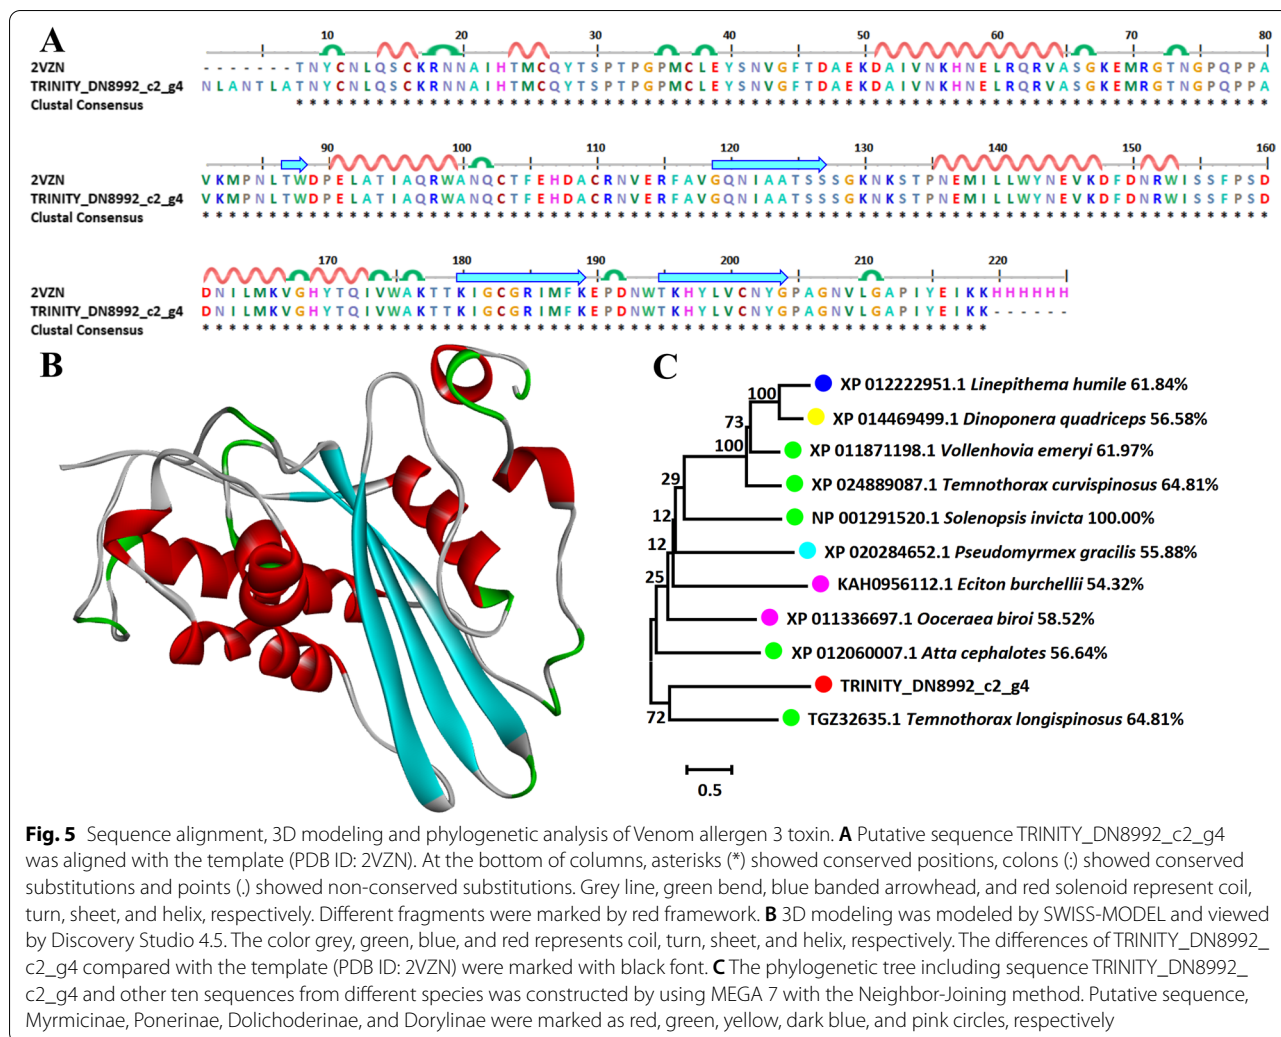 A
10 20 30 40 50 60 70 80
2VZN - - - - - - - T N Y C N L Q S C K R N N A I H T M C Q Y T S P T P G P M C L E Y S N V G F T D A E K D A I V N K H N E L R Q R V A S G K E M R G T N G P Q P P A
TRINITY_DN8992_c2_g4 N L A N T L A T N Y C N L Q S C K R N N A I H T M C Q Y T S P T P G P M C L E Y S N V G F T D A E K D A I V N K H N E L R Q R V A S G K E M R G T N G P Q P P A
Clustal Consensus * * * * * * * * * * * * * * * * * * * * * * * * * * * * * * * * * * * * * * * * * * * * * * * * * * * * * * * * * * * * * * * * * * * * * * * * *
90 100 110 120 130 140 150 160
2VZN V K M P N L T W D P E L A T I A Q R W A N Q C T F E H D A C R N V E R F A V G Q N I A A T S S S G K N K S T P N E M I L L W Y N E V K D F D N R W I S S F P S D
TRINITY_DN8992_c2_g4 V K M P N L T W D P E L A T I A Q R W A N Q C T F E H D A C R N V E R F A V G Q N I A A T S S S G K N K S T P N E M I L L W Y N E V K D F D N R W I S S F P S D
Clustal Consensus * * * * * * * * * * * * * * * * * * * * * * * * * * * * * * * * * * * * * * * * * * * * * * * * * * * * * * * * * * * * * * * * * * * * * * * * * * * * * * * *
170 180 190 200 210 220
2VZN D N I L M K V G H Y T Q I V W A K T T K I G C G R I M F K E P D N W T K H Y L V C N Y G P A G N V L G A P I Y E I K K H H H H H H
TRINITY_DN8992_c2_g4 D N I L M K V G H Y T Q I V W A K T T K I G C G R I M F K E P D N W T K H Y L V C N Y G P A G N V L G A P I Y E I K K - - - - - -
Clustal Consensus * * * * * * * * * * * * * * * * * * * * * * * * * * * * * * * * * * * * * * * * * * * * * * * * * * * * * * * * * * *
B
C
XP 012222951.1 Linepithema humile 61.84%
100
XP 014469499.1 Dinoponera quadriceps 56.58%
73
100
XP 011871198.1 Vollenhovia emeryi 61.97%
29
XP 024889087.1 Temnothorax curvispinosus 64.81%
12
NP 001291520.1 Solenopsis invicta 100.00%
12
XP 020284652.1 Pseudomyrmex gracilis 55.88%
25
KAH0956112.1 Eciton burchellii 54.32%
XP 011336697.1 Ooceraea biroi 58.52%
XP 012060007.1 Atta cephalotes 56.64%
TRINITY_DN8992_c2_g4
72
TGZ32635.1 Temnothorax longispinosus 64.81%
0.5
Fig. 5 Sequence alignment, 3D modeling and phylogenetic analysis of Venom allergen 3 toxin. A Putative sequence TRINITY_DN8992_c2_g4
was aligned with the template (PDB ID: 2VZN). At the bottom of columns, asterisks (*) showed conserved positions, colons (:) showed conserved
substitutions and points (.) showed non-conserved substitutions. Grey line, green bend, blue banded arrowhead, and red solenoid represent coil,
turn, sheet, and helix, respectively. Different fragments were marked by red framework. B 3D modeling was modeled by SWISS-MODEL and viewed
by Discovery Studio 4.5. The color grey, green, blue, and red represents coil, turn, sheet, and helix, respectively. The differences of TRINITY_DN8992_
c2_g4 compared with the template (PDB ID: 2VZN) were marked with black font. C The phylogenetic tree including sequence TRINITY_DN8992_
c2_g4 and other ten sequences from different species was constructed by using MEGA 7 with the Neighbor-Joining method. Putative sequence,
Myrmicinae, Ponerinae, Dolichoderinae, and Dorylinae were marked as red, green, yellow, dark blue, and pink circles, respectively